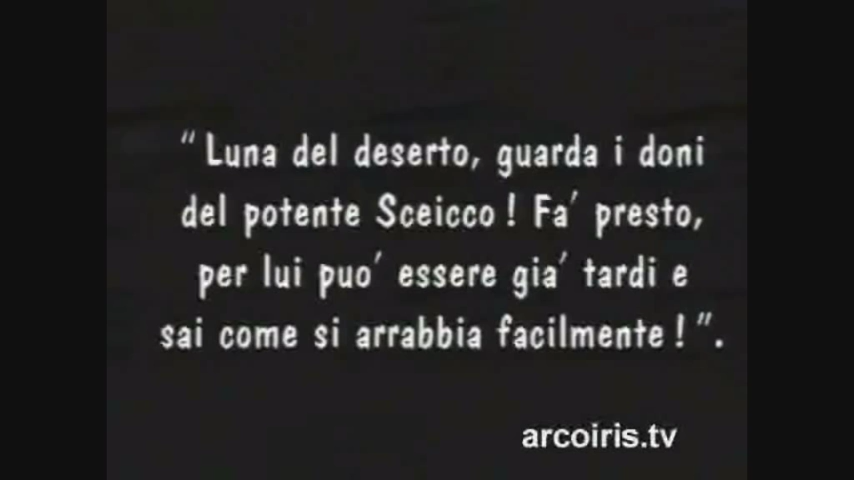 “Luna del deserto, guarda i doni
del potente Sceicco! Fa’ presto,
per lui puo’ essere gia’ tardi e
sai come si arrabbia facilmente!”.
arcoiris.tv